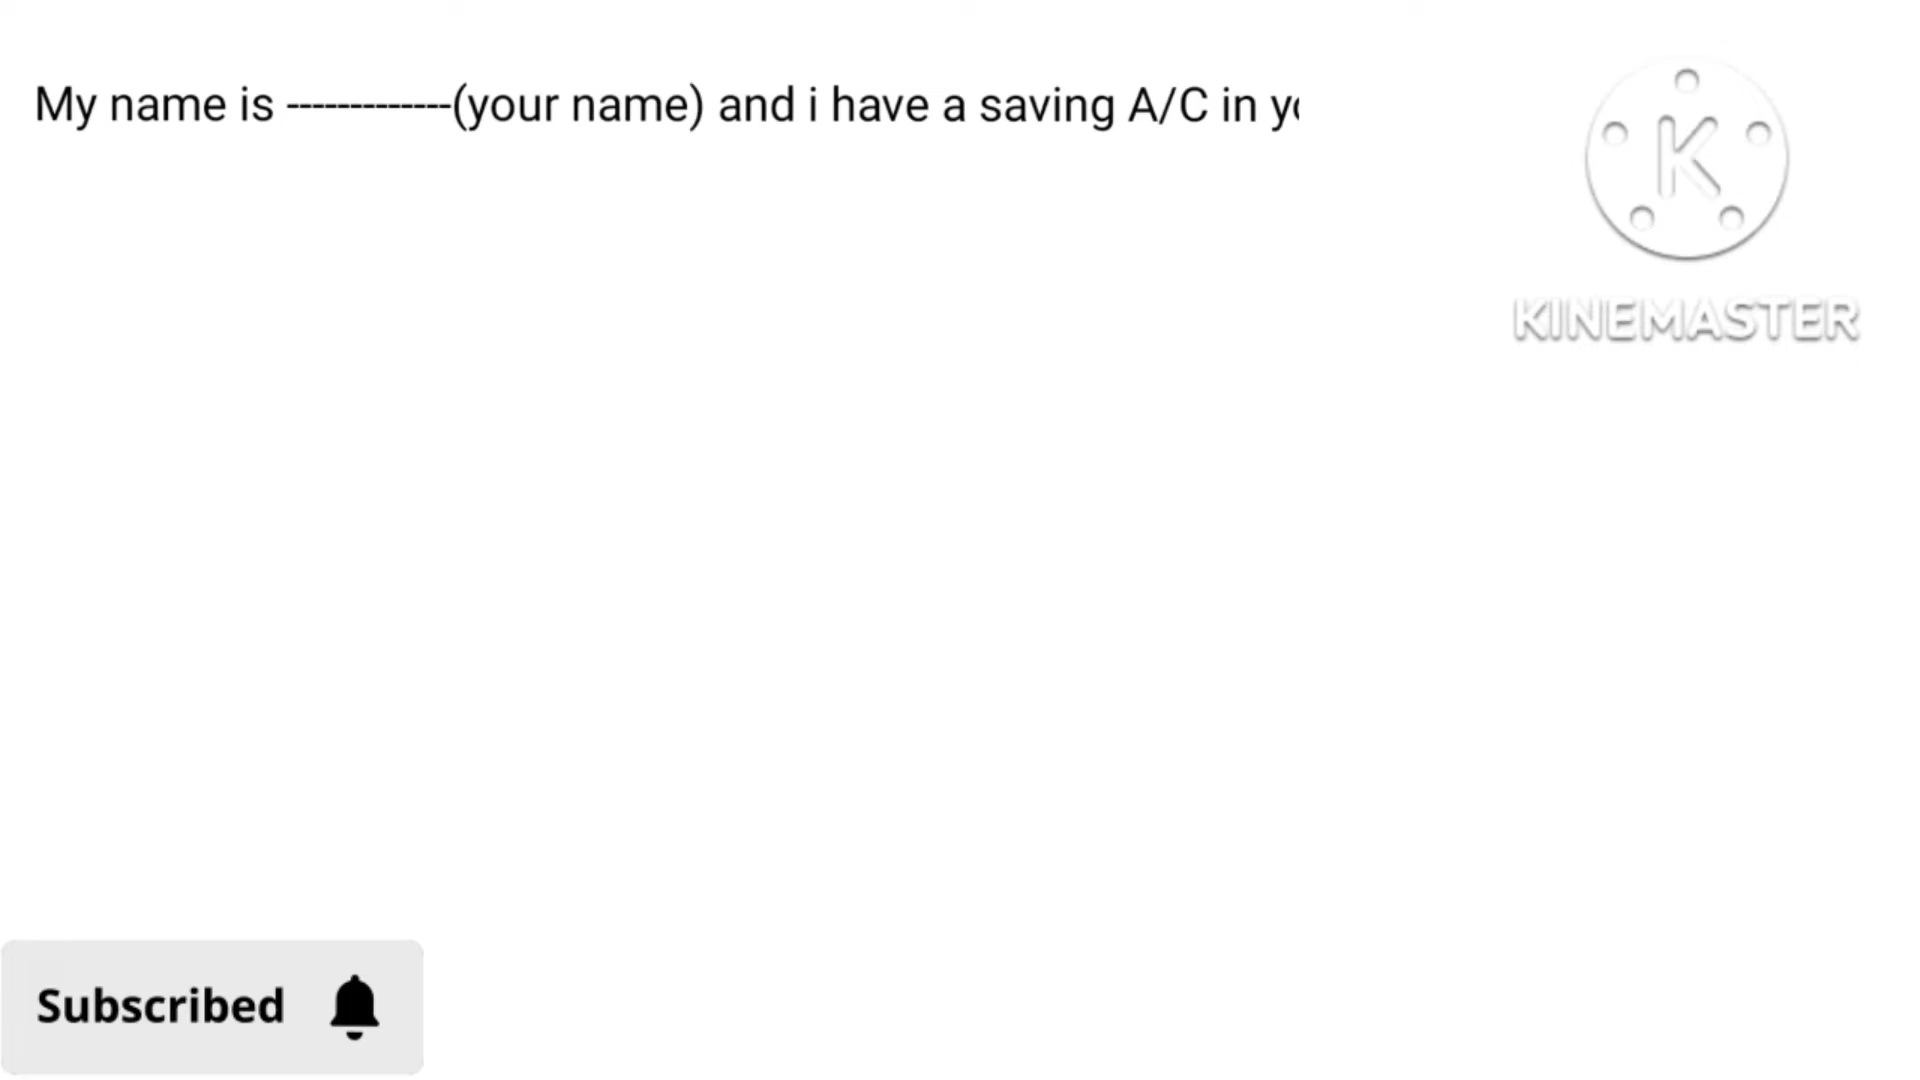 My name is -------------(your name) and i have a saving A/C in
K
KINEMASTER
Subscribed